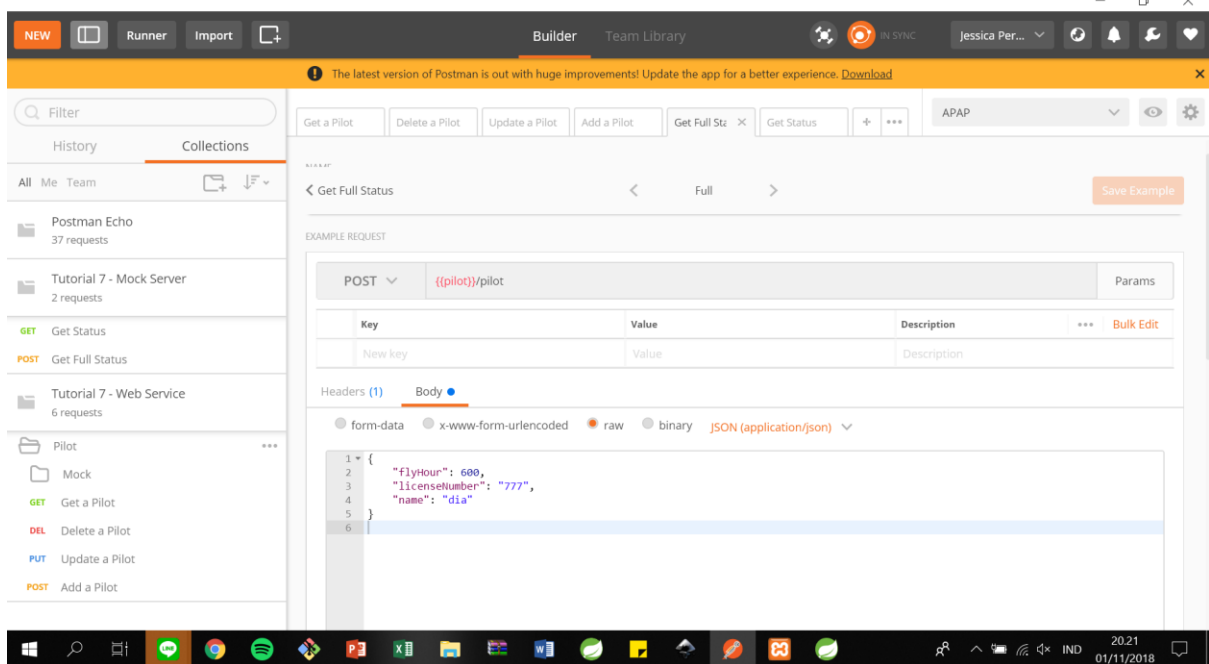 NEW Runner Import Builder Team Library IN SYNC Jessica Per...
The latest version of Postman is out with huge improvements! Update the app for a better experience. Download
Filter
History Collections
All Me Team
Postman Echo
37 requests
Tutorial 7 - Mock Server
2 requests
GET Get Status
POST Get Full Status
Tutorial 7 - Web Service
6 requests
Pilot
Mock
GET Get a Pilot
DEL Delete a Pilot
PUT Update a Pilot
POST Add a Pilot
Get a Pilot Delete a Pilot Update a Pilot Add a Pilot Get Full Sta Get Status + APAP
Get Full Status Full Save Example
EXAMPLE REQUEST
POST {{pilot}}/pilot Params
Key Value Description Bulk Edit
New key Value Description
Headers (1) Body
form-data x-www-form-urlencoded raw binary JSON (application/json)
1 {
2 "flyHour": 600,
3 "licenseNumber": "777",
4 "name": "dia"
5 }
6
LINE IND 20.21
01/11/2018